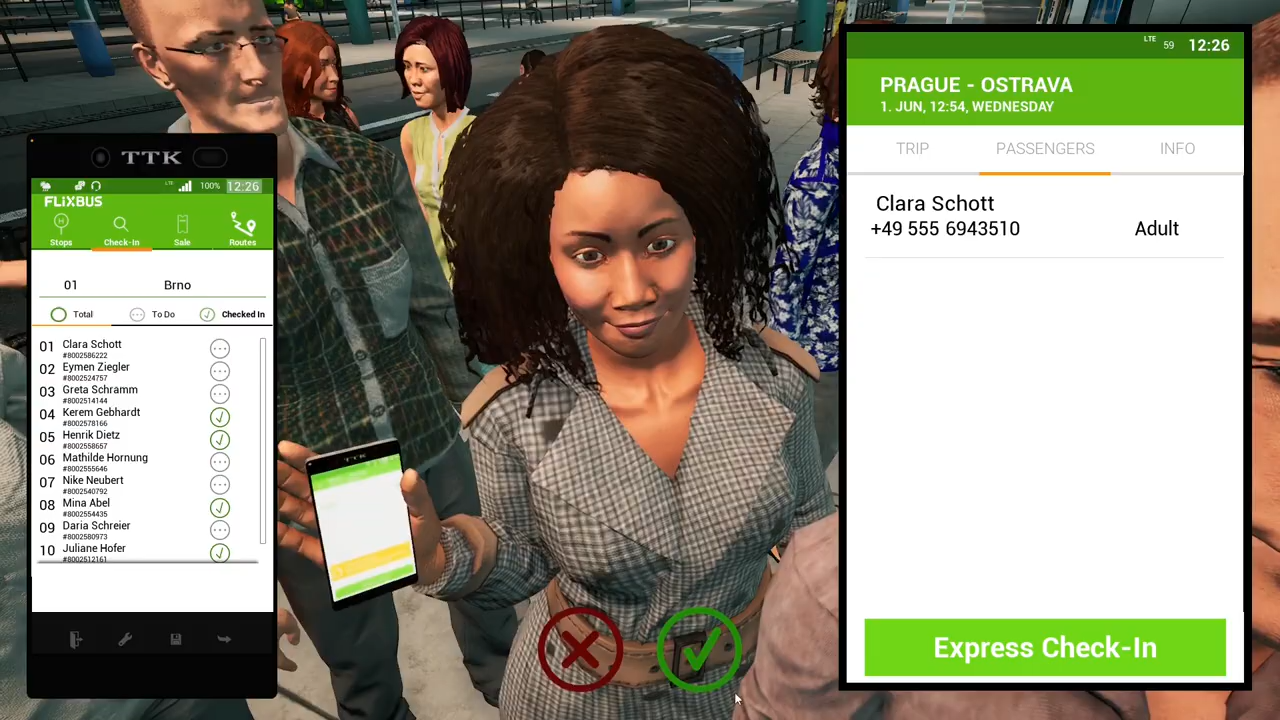 TTK
LTE 100% 12:26
FLiXBUS
Stops Check-In Sale Routes
01 Brno
Total To Do Checked In
01 Clara Schott
#8002586222
02 Eymen Ziegler
#8002524757
03 Greta Schramm
#8002514144
04 Kerem Gebhardt
#8002578166
05 Henrik Dietz
#8002558657
06 Mathilde Hornung
#8002555646
07 Nike Neubert
#8002540792
08 Mina Abel
#8002554435
09 Daria Schreier
#8002580973
10 Juliane Hofer
#8002512161
TTK
LTE 59 12:26
PRAGUE - OSTRAVA
1. JUN, 12:54, WEDNESDAY
TRIP PASSENGERS INFO
Clara Schott
+49 555 6943510 Adult
Express Check-In